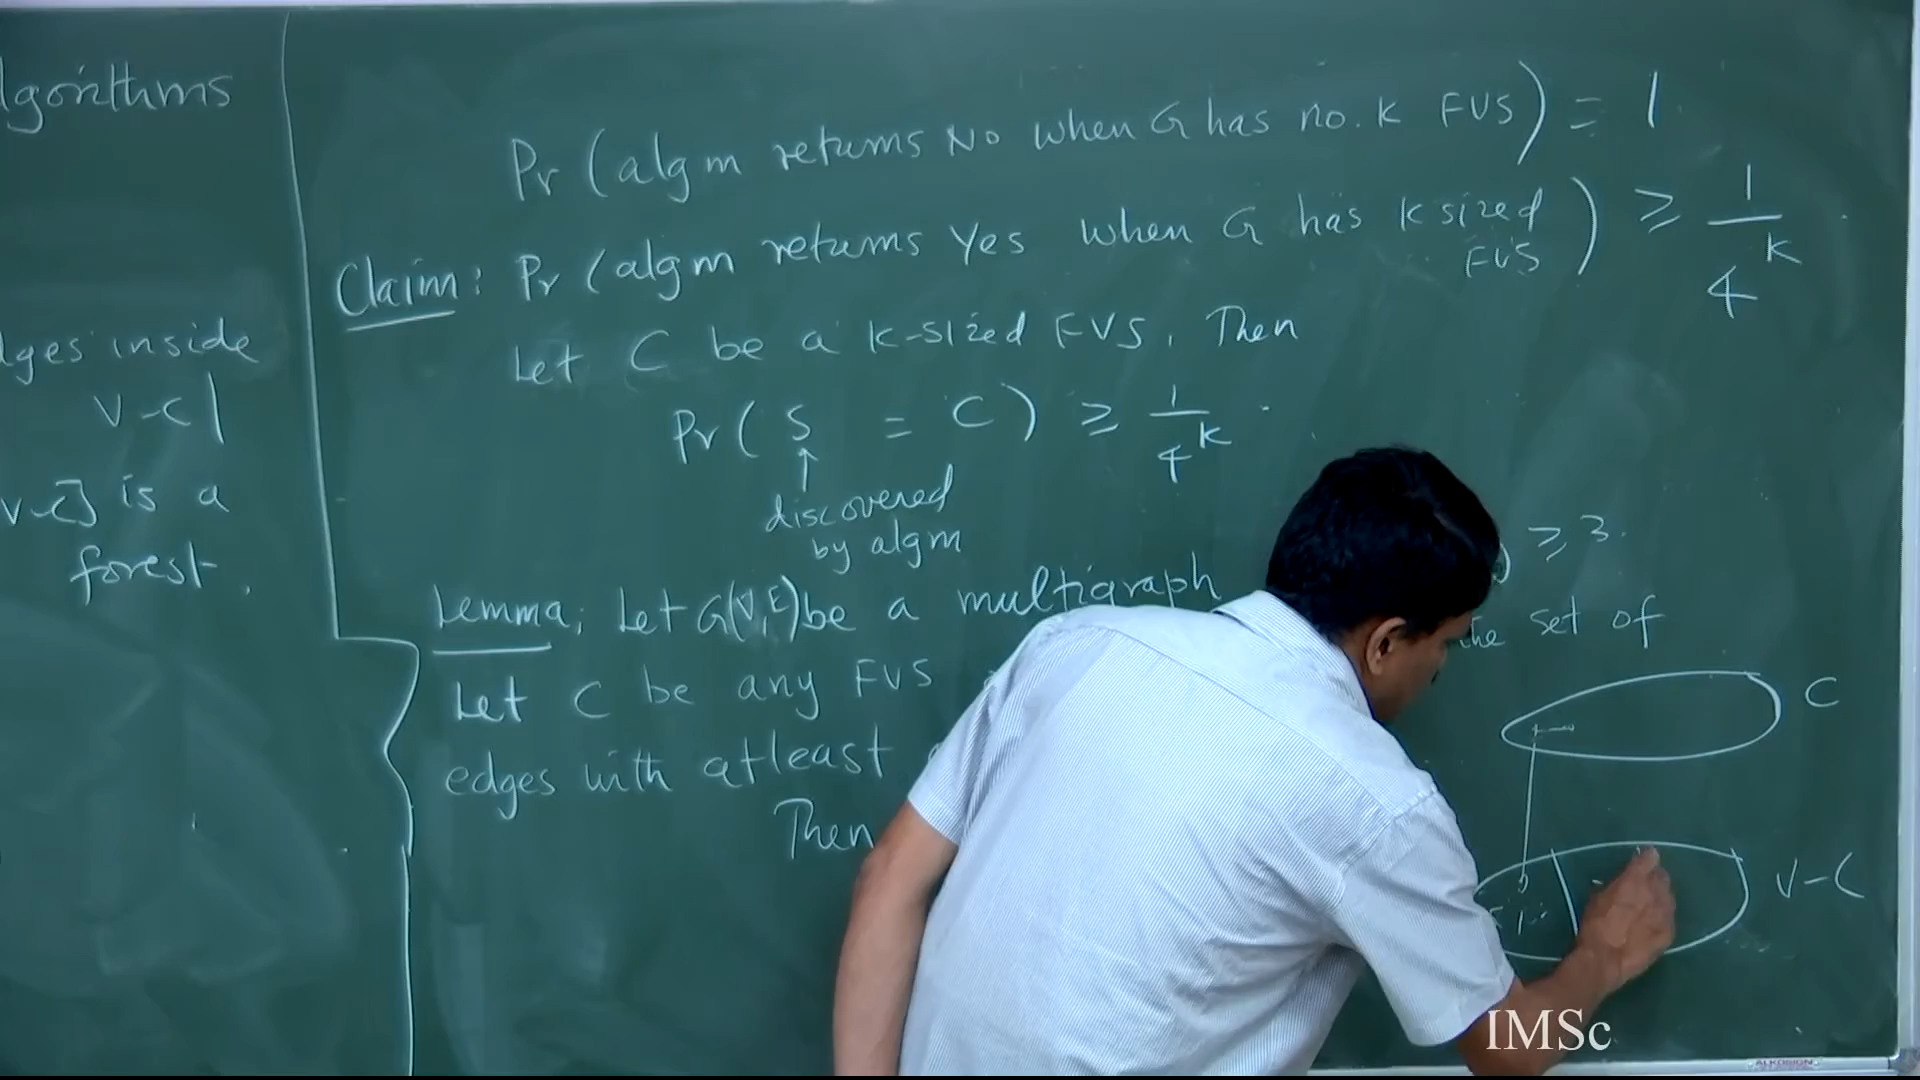 lgorithms
dges inside
V-C|
V-C] is a
forest.
Pr (algm returns No when G has no. k FVS) = 1
Claim: Pr (algm returns Yes when G has k sized FVS) ≥ 1/4^k
Let C be a k-sized FVS. Then
Pr ( S = C ) ≥ 1/4^k.
↑
discovered
by algm
Lemma; Let G(V,E) be a multigraph ) ≥ 3.
Let C be any FVS the set of
edges with atleast
Then
C
V-C
IMSc